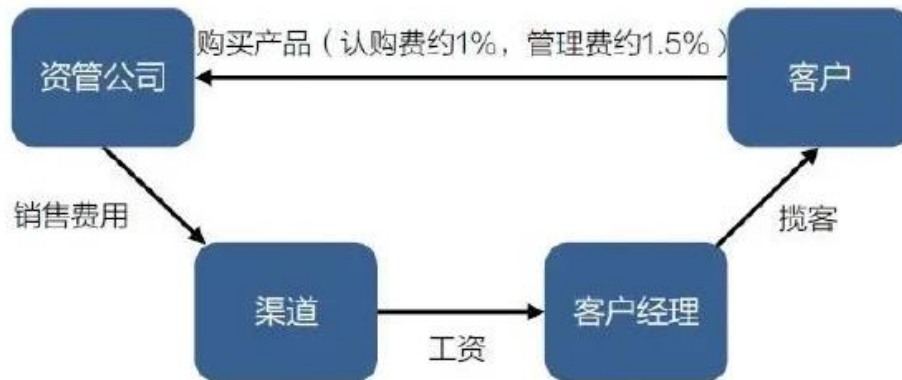 购买产品（认购费约1%，管理费约1.5%）
资管公司
客户
销售费用
揽客
渠道
客户经理
工资